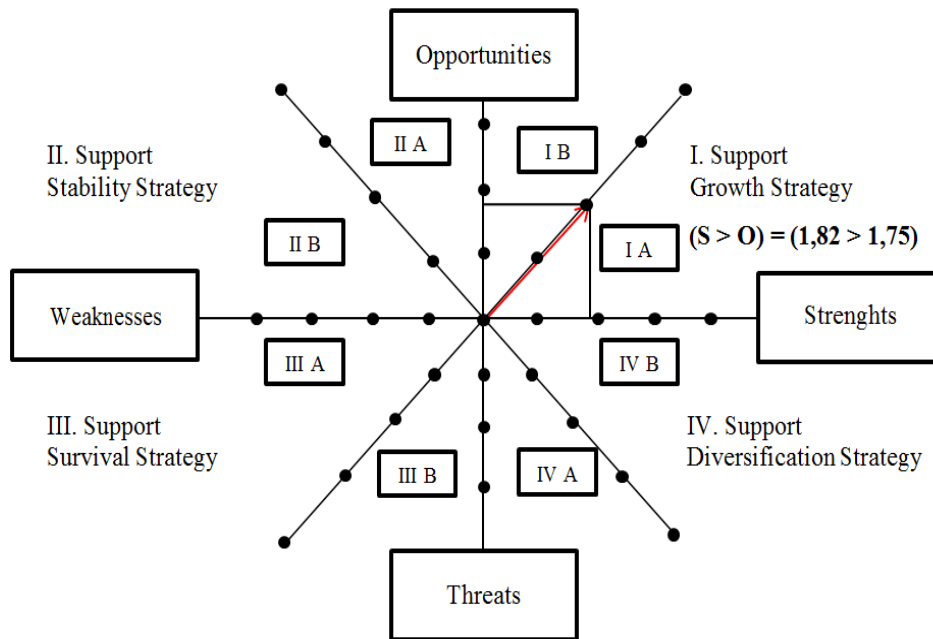 Opportunities
II A
I B
II. Support
Stability Strategy
I. Support
Growth Strategy
(S > O) = (1,82 > 1,75)
II B
I A
Weaknesses
Strenghts
III A
IV B
III. Support
Survival Strategy
IV. Support
Diversification Strategy
III B
IV A
Threats